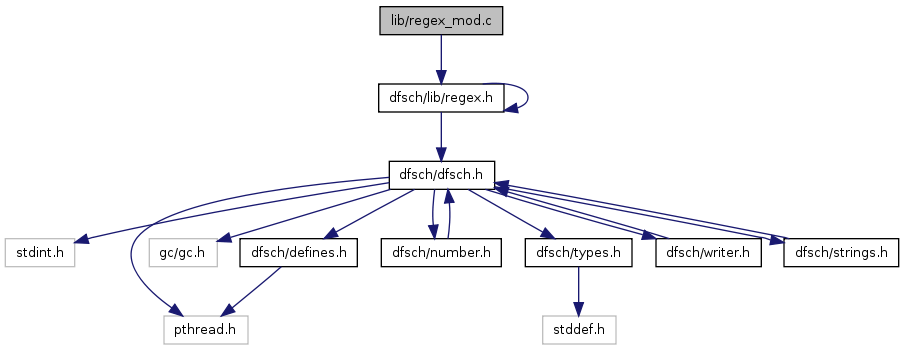 lib/regex_mod.c
dfsch/lib/regex.h
dfsch/dfsch.h
stdint.h
gc/gc.h
dfsch/defines.h
dfsch/number.h
dfsch/types.h
dfsch/writer.h
dfsch/strings.h
pthread.h
stddef.h